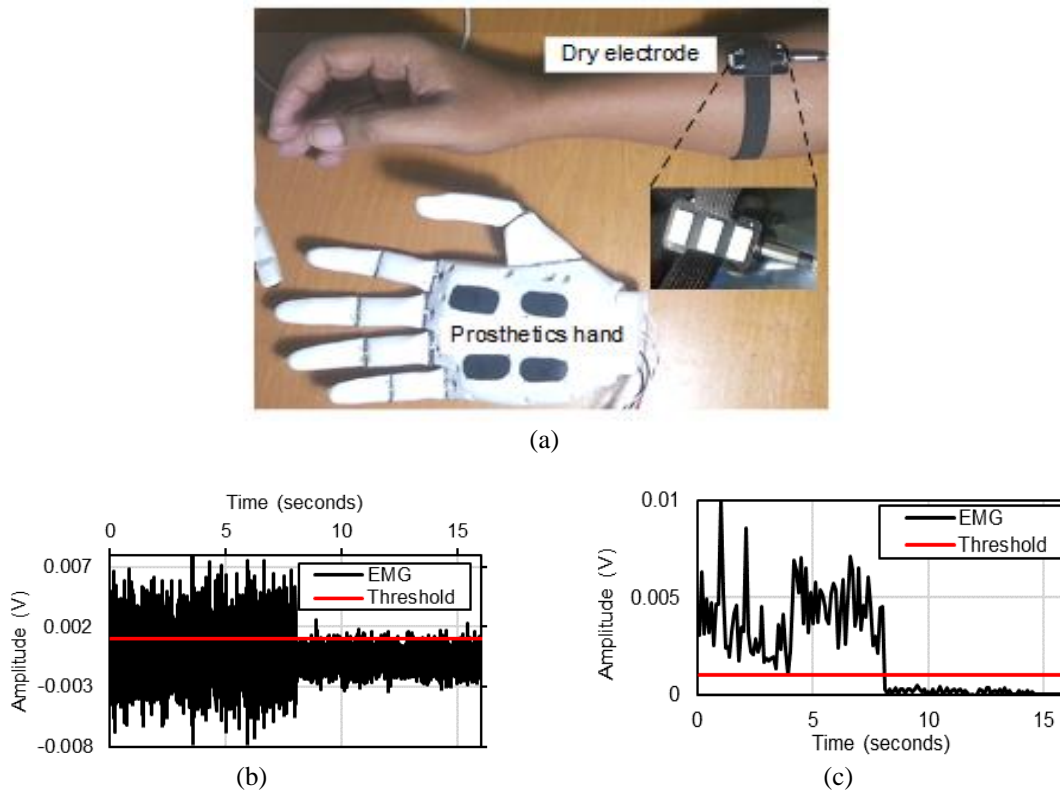 Dry electrode
Prosthetics hand
(a)
Time (seconds)
0 5 10 15
0.007
0.002
-0.003
-0.008
Amplitude (V)
EMG
Threshold
(b)
0.01
0.005
0
Amplitude (V)
EMG
Threshold
0 5 10 15
Time (seconds)
(c)